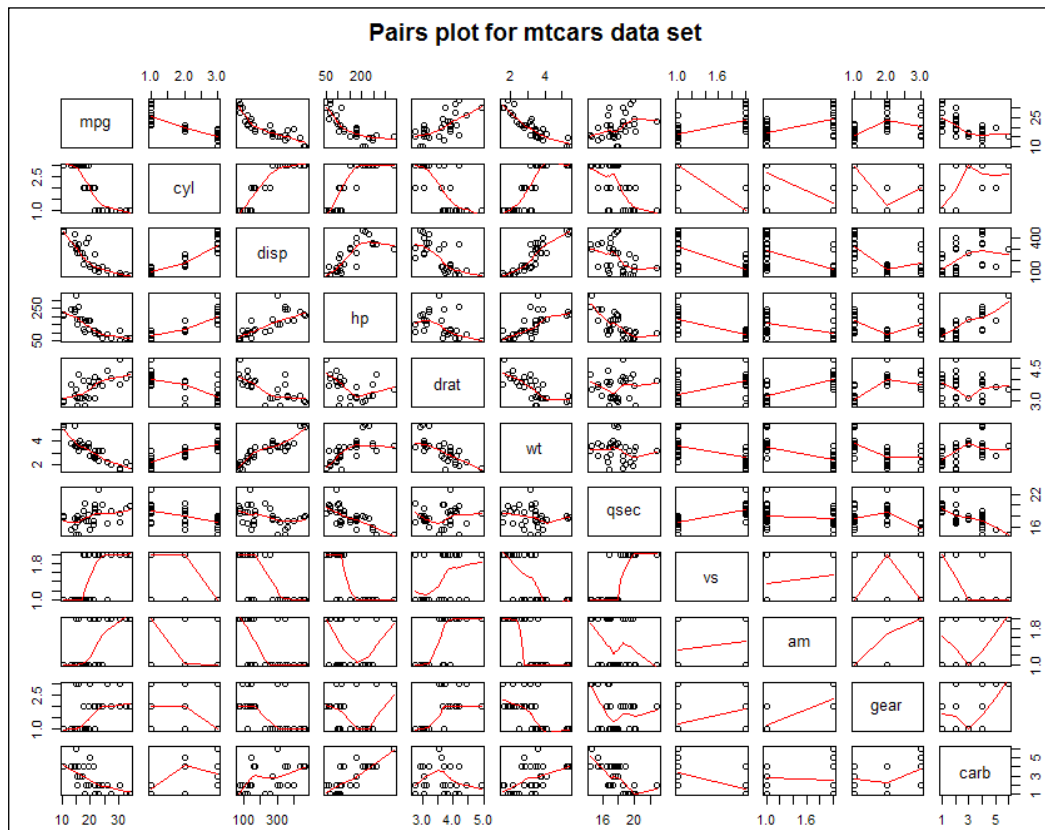 Pairs plot for mtcars data set
1.0 2.0 3.0 50 200 2 4 1.0 1.6 1.0 2.0 3.0
mpg 10 25
1.0 2.5 cyl
disp 100 400
50 250 hp
drat 3.0 4.5
2 4 wt
qsec 16 22
1.0 1.8 vs
am 1.0 1.8
1.0 2.5 gear
carb 1 3 5
10 20 30 100 300 3.0 4.0 5.0 16 20 1.0 1.6 1 3 5